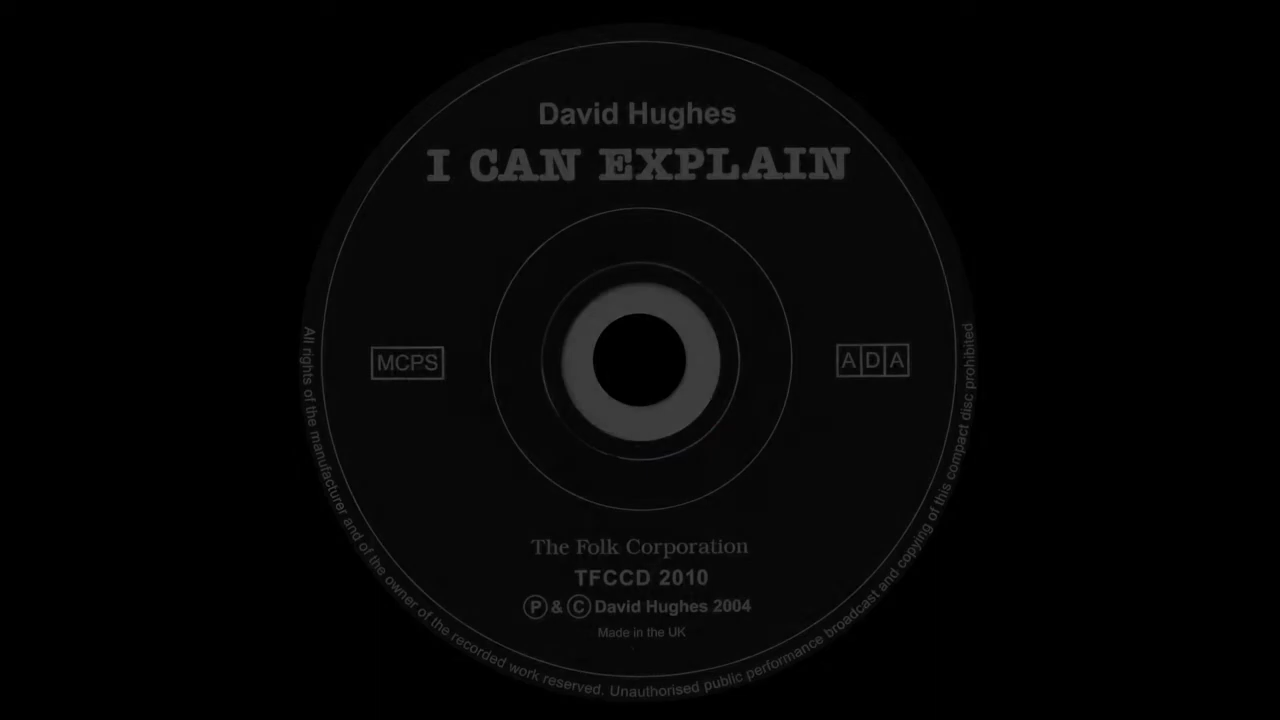 David Hughes
I CAN EXPLAIN
MCPS
ADA
The Folk Corporation
TFCCD 2010
Ⓟ & Ⓒ David Hughes 2004
Made in the UK
All rights of the manufacturer and of the owner of the recorded work reserved. Unauthorised public performance broadcast and copying of this compact disc prohibited